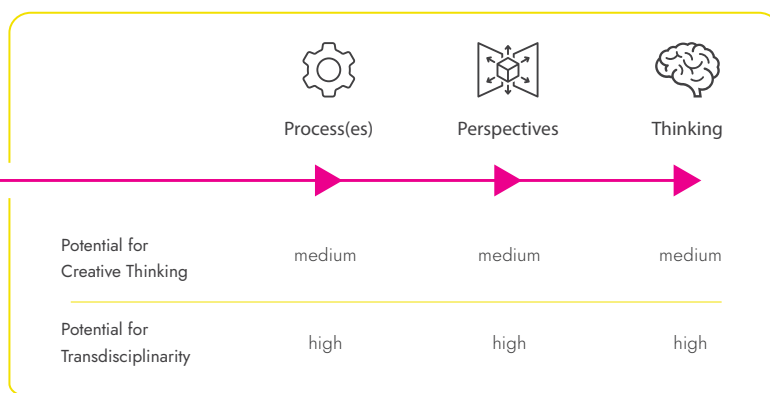 Process(es) Perspectives Thinking
Potential for
Creative Thinking
medium medium medium
Potential for
Transdisciplinarity
high high high